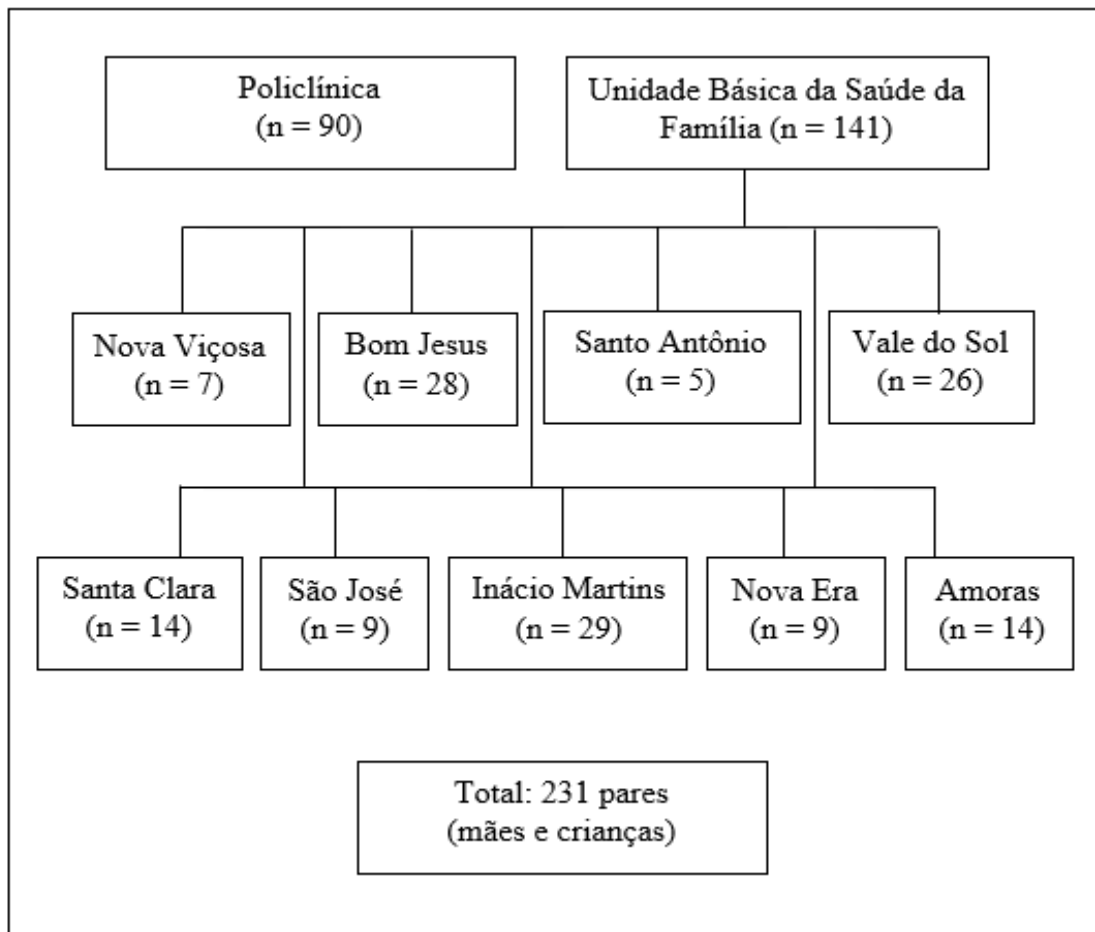 Policlínica
(n = 90)
Unidade Básica da Saúde da
Família (n = 141)
Nova Viçosa
(n = 7)
Bom Jesus
(n = 28)
Santo Antônio
(n = 5)
Vale do Sol
(n = 26)
Santa Clara
(n = 14)
São José
(n = 9)
Inácio Martins
(n = 29)
Nova Era
(n = 9)
Amoras
(n = 14)
Total: 231 pares
(mães e crianças)